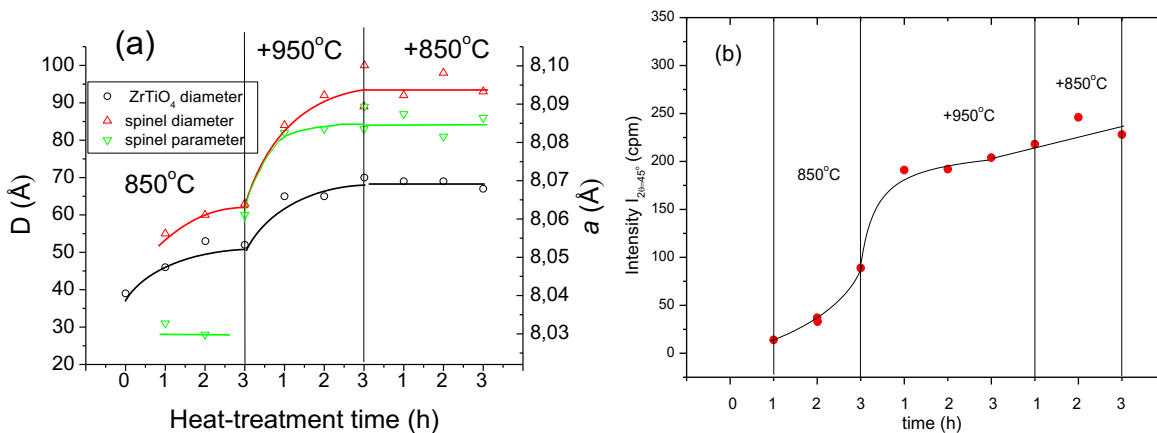 (a)
+950°C
+850°C
ZrTiO₄ diameter
spinel diameter
spinel parameter
850°C
100
90
80
70
60
50
40
30
20
D (Å)
8,10
8,09
8,08
8,07
8,06
8,05
8,04
8,03
a (Å)
0 1 2 3 1 2 3 1 2 3
Heat-treatment time (h)
(b)
350
300
250
200
150
100
50
0
Intensity I2θ=45° (cpm)
850°C
+950°C
+850°C
0 1 2 3 1 2 3 1 2 3
time (h)